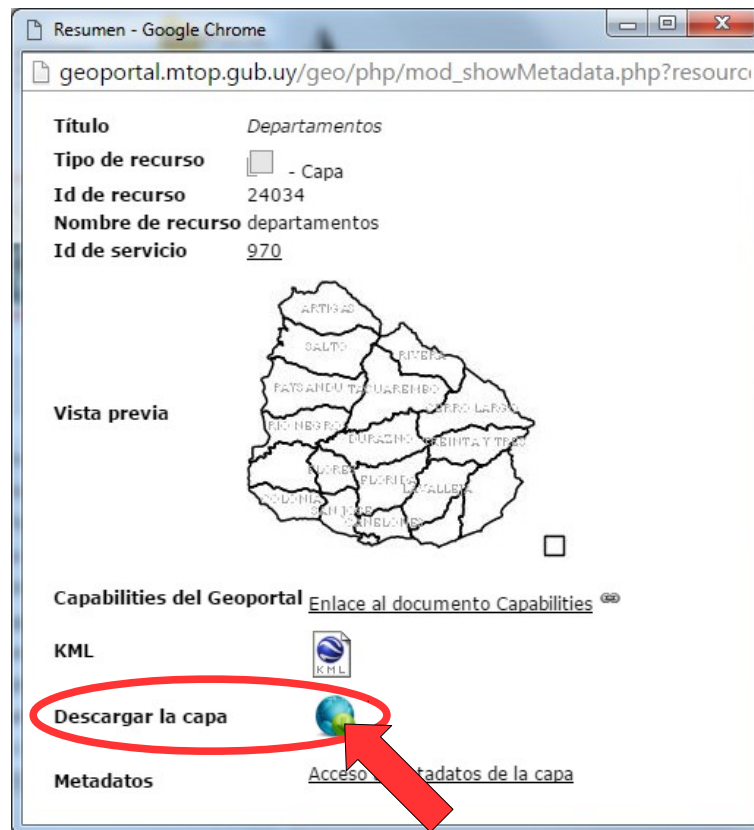 Resumen - Google Chrome
geoportal.mtop.gub.uy/geo/php/mod_showMetadata.php?resourc
Título Departamentos
Tipo de recurso - Capa
Id de recurso 24034
Nombre de recurso departamentos
Id de servicio 970
ARTIGAS
SALTO
RIVERA
PAYSANDU TACUAREMBO
CERRO LARGO
RIO NEGRO
DURAZNO TREINTA Y TRES
Vista previa
FLORES
FLORIDA
LAVALLEJA
COLONIA
SAN JOSE
CANELONES
Capabilities del Geoportal Enlace al documento Capabilities
KML KML
Descargar la capa
Metadatos Acceso tadatos de la capa